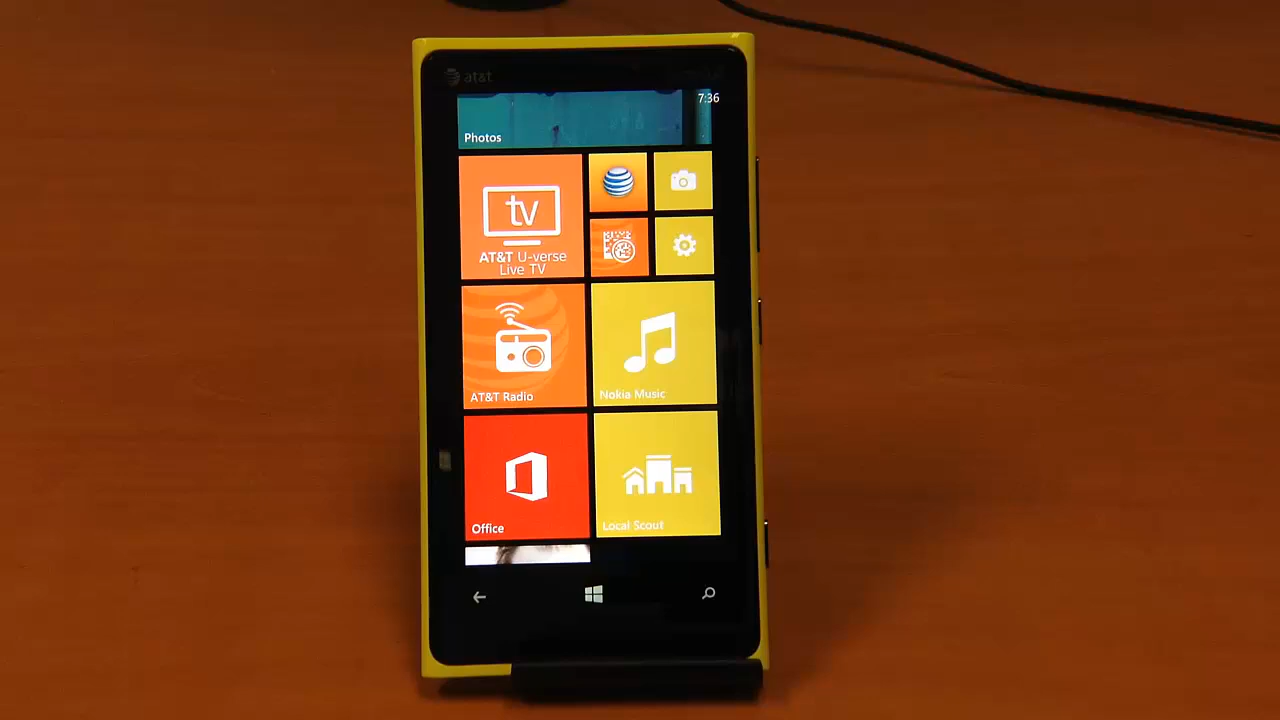 at&t
7:36
Photos
tv
AT&T U-verse
Live TV
AT&T Radio
Nokia Music
Office
Local Scout